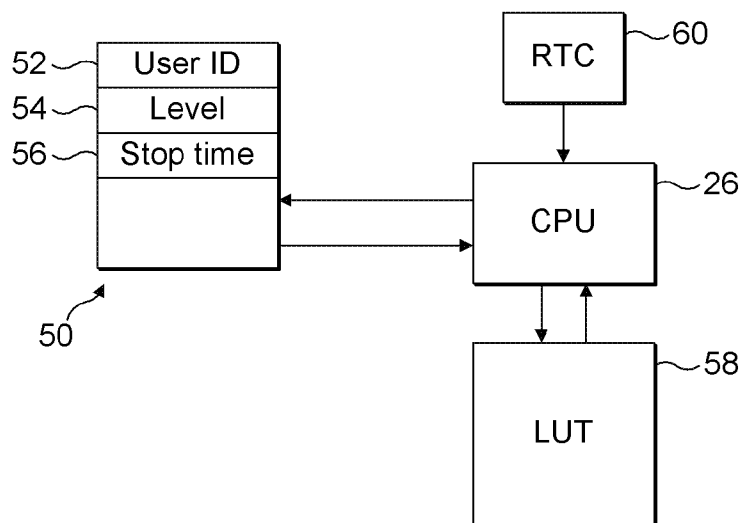 52
User ID
54
Level
56
Stop time
50
RTC
60
CPU
26
LUT
58